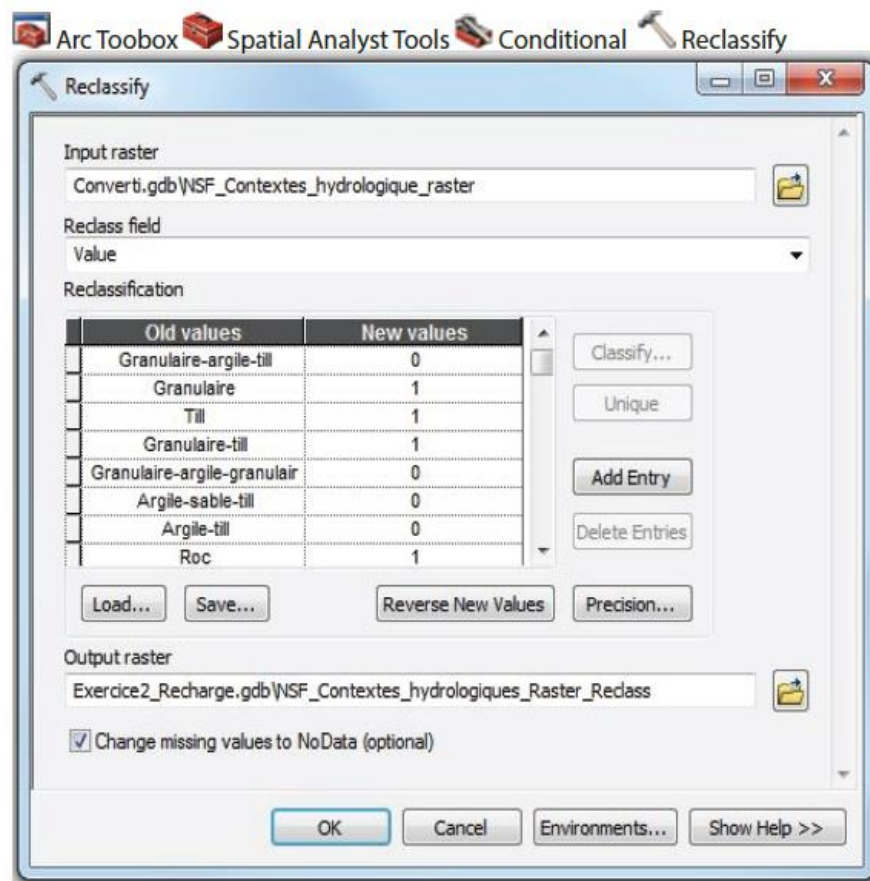 Arc Toobox Spatial Analyst Tools Conditional Reclassify
Reclassify
Input raster
Converti.gdb\NSF_Contextes_hydrologique_raster
Reclass field
Value
Reclassification
Old values New values
Granulaire-argile-till 0
Granulaire 1
Till 1
Granulaire-till 1
Granulaire-argile-granulair 0
Argile-sable-till 0
Argile-till 0
Roc 1
Classify...
Unique
Add Entry
Delete Entries
Load... Save... Reverse New Values Precision...
Output raster
Exercice2_Recharge.gdb\NSF_Contextes_hydrologiques_Raster_Reclass
Change missing values to NoData (optional)
OK Cancel Environments... Show Help >>